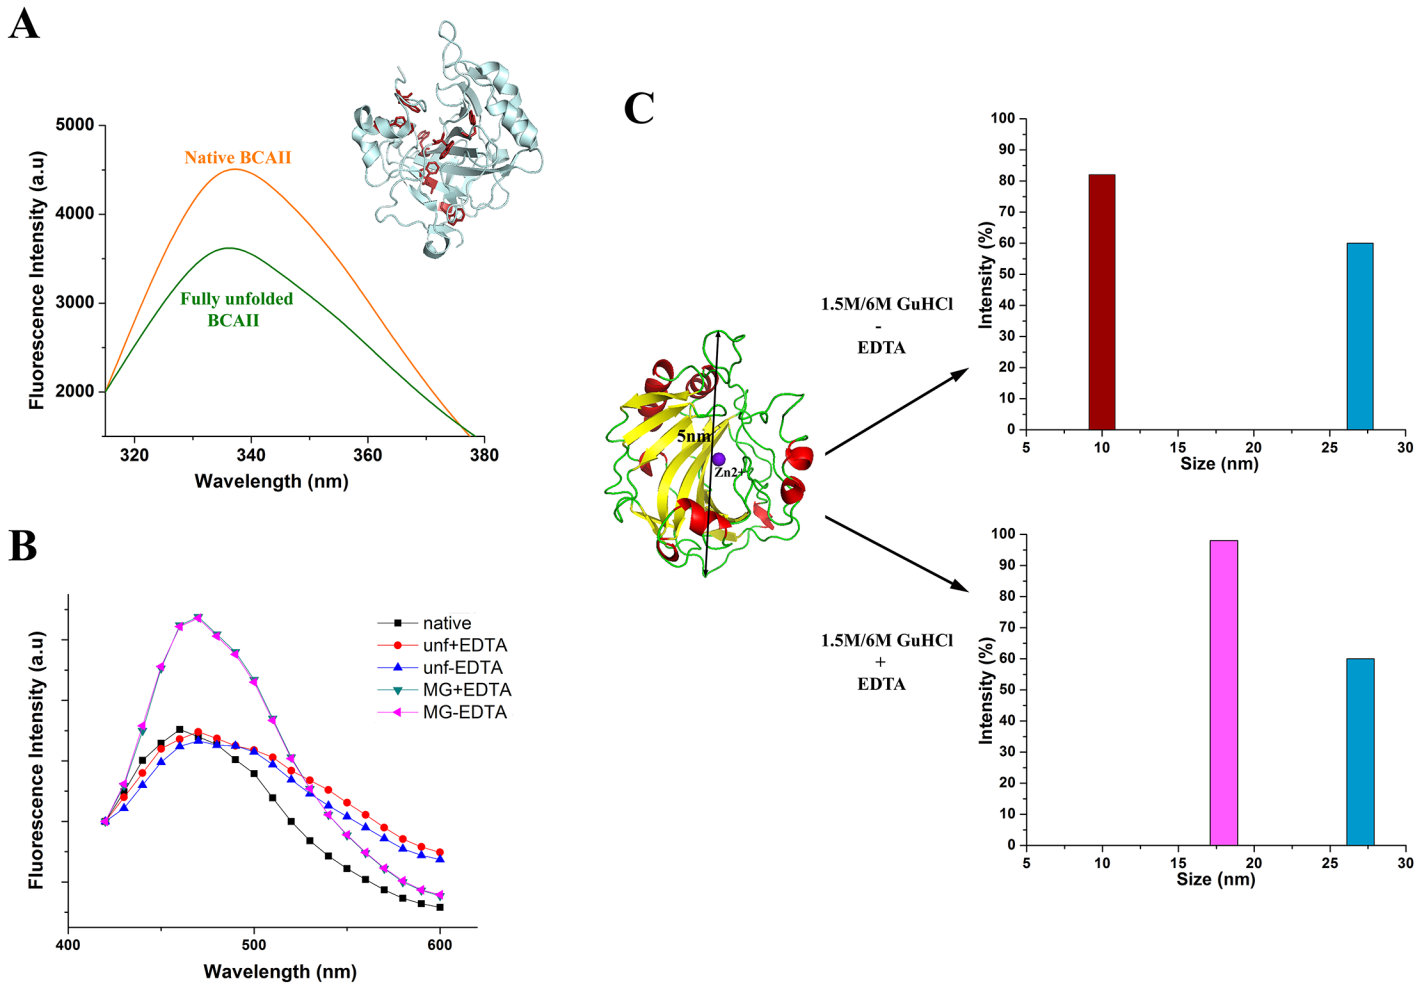 A
Fluorescence Intensity (a.u)
5000
4000
3000
2000
Native BCAII
Fully unfolded
BCAII
320
340
360
380
Wavelength (nm)
B
Fluorescence Intensity (a.u)
native
unf+EDTA
unf-EDTA
MG+EDTA
MG-EDTA
400
500
600
Wavelength (nm)
C
5nm
Zn2+
1.5M/6M GuHCl
-
EDTA
1.5M/6M GuHCl
+
EDTA
Intensity (%)
100
90
80
70
60
50
40
30
20
10
0
5
10
15
20
25
30
Size (nm)
Intensity (%)
100
90
80
70
60
50
40
30
20
10
0
5
10
15
20
25
30
Size (nm)